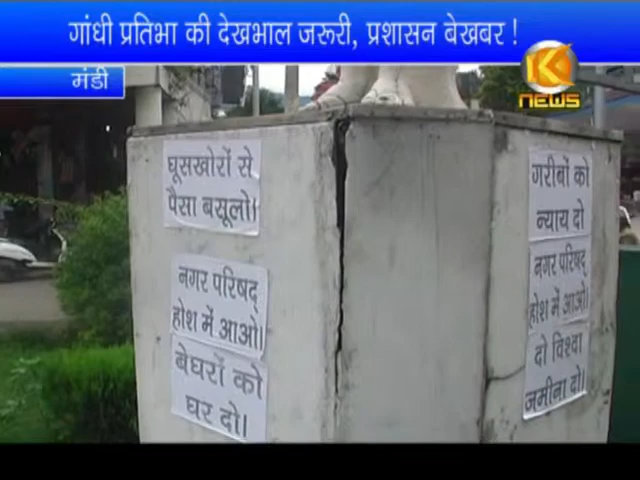 गांधी प्रतिभा की देखभाल जरूरी, प्रशासन बेखबर !
मंडी
K
NEWS
घूसखोरों से
पैसा बसूलो।
नगर परिषद्
होश में आओ।
बेघरों को
घर दो।
गरीबों को
न्याय दो
नगर परिषद्
होश में आओ।
दो विश्वा
जमीना दो।